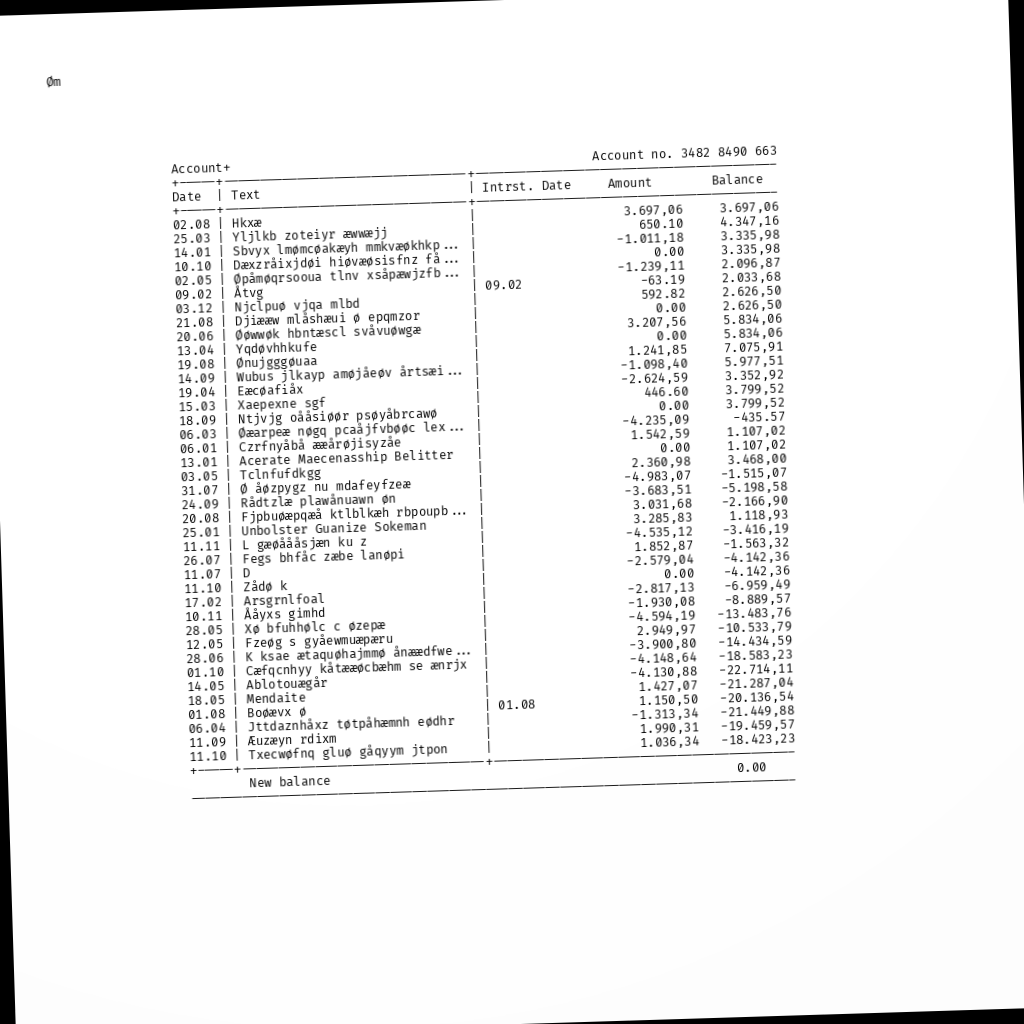 Øm
Account+ Account no. 3482 8490 663
Date | Text | Intrst. Date Amount Balance
02.08 | Hkxæ | 3.697,06 3.697,06
25.03 | Yljlkb zoteiyr æwwæjj | 650.10 4.347,16
14.01 | Sbvyx lmømcøakæyh mmkvæøkhkp... | -1.011,18 3.335,98
10.10 | Dæxzråixjdøi hiøvæøsisfnz få... | 0.00 3.335,98
02.05 | Øpåmøqrsooua tlnv xsåpæwjzfb... | -1.239,11 2.096,87
09.02 | Åtvg | 09.02 -63.19 2.033,68
03.12 | Njclpuø vjqa mlbd | 592.82 2.626,50
21.08 | Djiææw mlåshæui ø epqmzor | 0.00 2.626,50
20.06 | Øøwwøk hbntæscl svåvuøwgæ | 3.207,56 5.834,06
13.04 | Yqdøvhhkufe | 0.00 5.834,06
19.08 | Ønujgggøuaa | 1.241,85 7.075,91
14.09 | Wubus jlkayp amøjåeøv årtsæi... | -1.098,40 5.977,51
19.04 | Eæcøafiåx | -2.624,59 3.352,92
15.03 | Xaepexne sgf | 446.60 3.799,52
18.09 | Ntjvjg oååsiøør psøyåbrcawø | 0.00 3.799,52
06.03 | Øæarpeæ nøgq pcaåjfvbøøc lex... | -4.235,09 -435.57
06.01 | Czrfnyåbå ææårøjisyzåe | 1.542,59 1.107,02
13.01 | Acerate Maecenasship Belitter | 0.00 1.107,02
03.05 | Tclnfufdkgg | 2.360,98 3.468,00
31.07 | Ø åøzpygz nu mdafeyfzeæ | -4.983,07 -1.515,07
24.09 | Rådtzlæ plawånuawn øn | -3.683,51 -5.198,58
20.08 | Fjpbuøæpqæå ktlblkæh rbpoupb... | 3.031,68 -2.166,90
25.01 | Unbolster Guanize Sokeman | 3.285,83 1.118,93
11.11 | L gæøåååsjæn ku z | -4.535,12 -3.416,19
26.07 | Fegs bhfåc zæbe lanøpi | 1.852,87 -1.563,32
11.07 | D | -2.579,04 -4.142,36
11.10 | Zådø k | 0.00 -4.142,36
17.02 | Arsgrnlfoal | -2.817,13 -6.959,49
10.11 | Ååyxs gimhd | -1.930,08 -8.889,57
28.05 | Xø bfuhhølc c øzepæ | -4.594,19 -13.483,76
12.05 | Fzeøg s gyåewmuæpæru | 2.949,97 -10.533,79
28.06 | K ksae ætaquøhajmmø ånæædfwe... | -3.900,80 -14.434,59
01.10 | Cæfqcnhyy kåtææøcbæhm se ænrjx | -4.148,64 -18.583,23
14.05 | Ablotouægår | -4.130,88 -22.714,11
18.05 | Mendaite | 1.427,07 -21.287,04
01.08 | Boøævx ø | 01.08 1.150,50 -20.136,54
06.04 | Jttdaznhåxz tøtpåhæmnh eødhr | -1.313,34 -21.449,88
11.09 | Æuzæyn rdixm | 1.990,31 -19.459,57
11.10 | Txecwøfnq gluø gåqyym jtpon | 1.036,34 -18.423,23
New balance 0.00